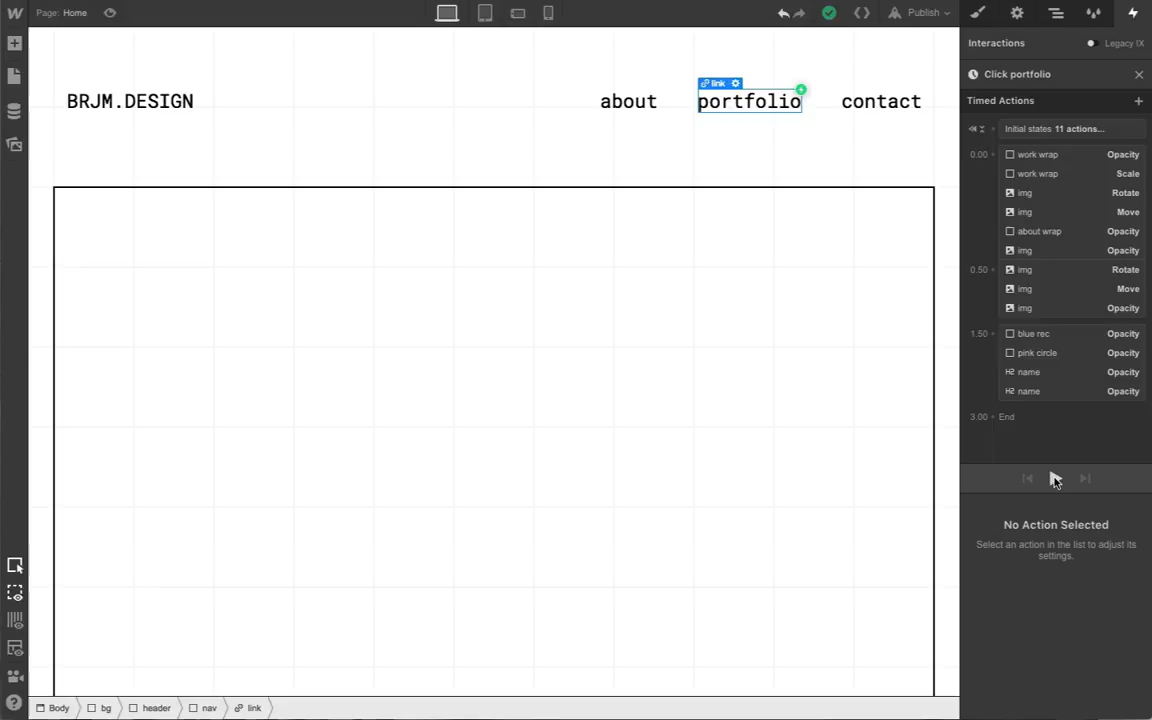 Page: Home
Publish
Interactions
Legacy IX
Click portfolio
Timed Actions
BRJM.DESIGN
about
link
portfolio
contact
Initial states 11 actions...
0.00
work wrap Opacity
work wrap Scale
img Rotate
img Move
about wrap Opacity
img Opacity
0.50
img Rotate
img Move
img Opacity
1.50
blue rec Opacity
pink circle Opacity
H2 name Opacity
H2 name Opacity
3.00 End
No Action Selected
Select an action in the list to adjust its
settings.
Body
bg
header
nav
link